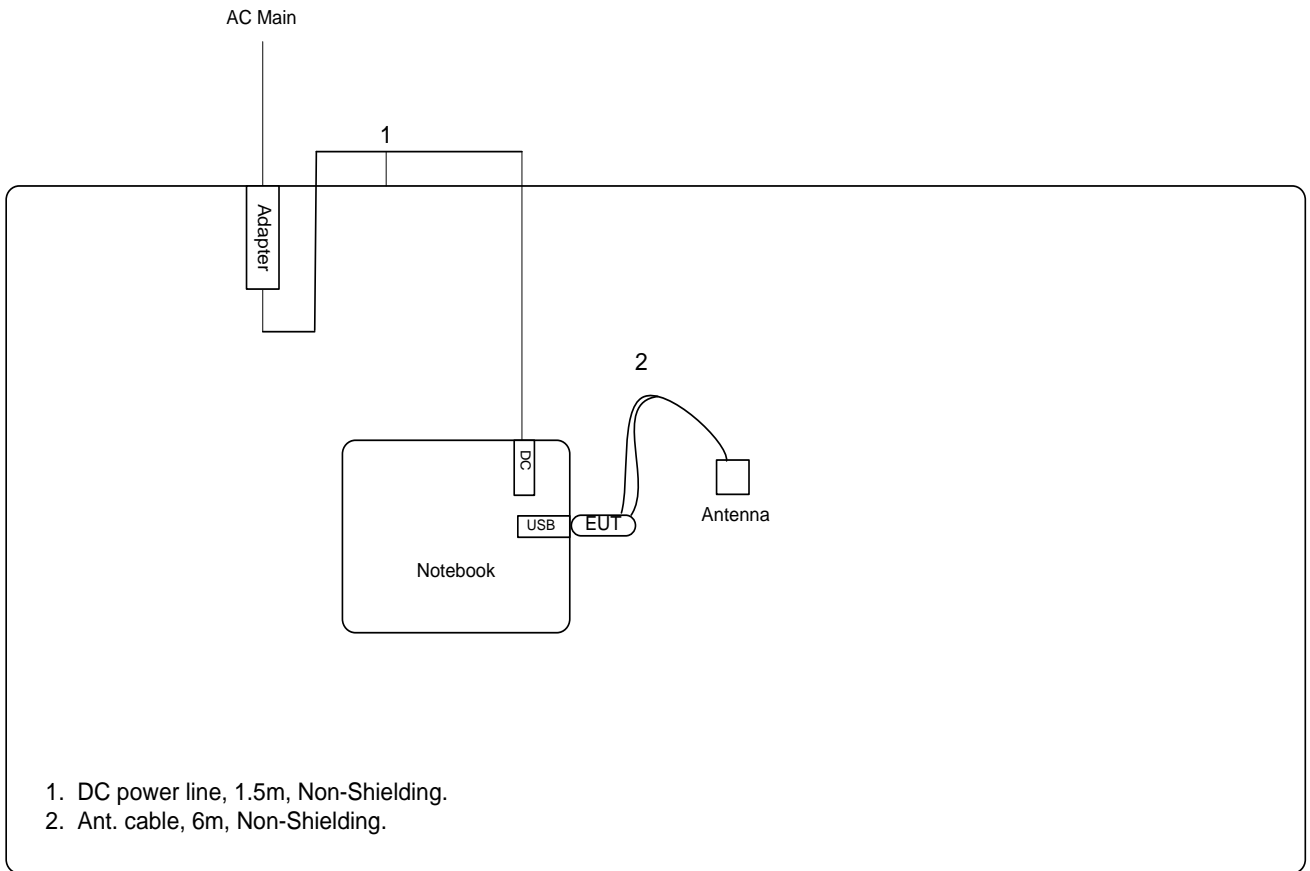 AC Main
1
Adapter
2
DC
USB
EUT
Antenna
Notebook
1. DC power line, 1.5m, Non-Shielding.
2. Ant. cable, 6m, Non-Shielding.